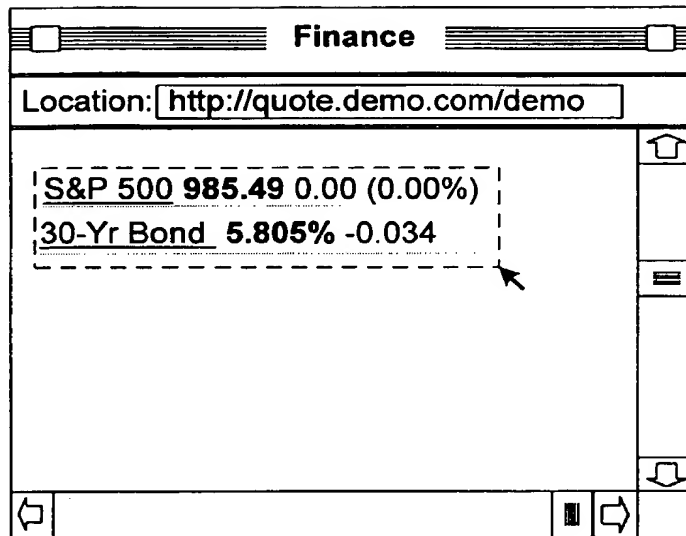 Finance
Location: http://quote.demo.com/demo
S&P 500 985.49 0.00 (0.00%)
30-Yr Bond 5.805% -0.034